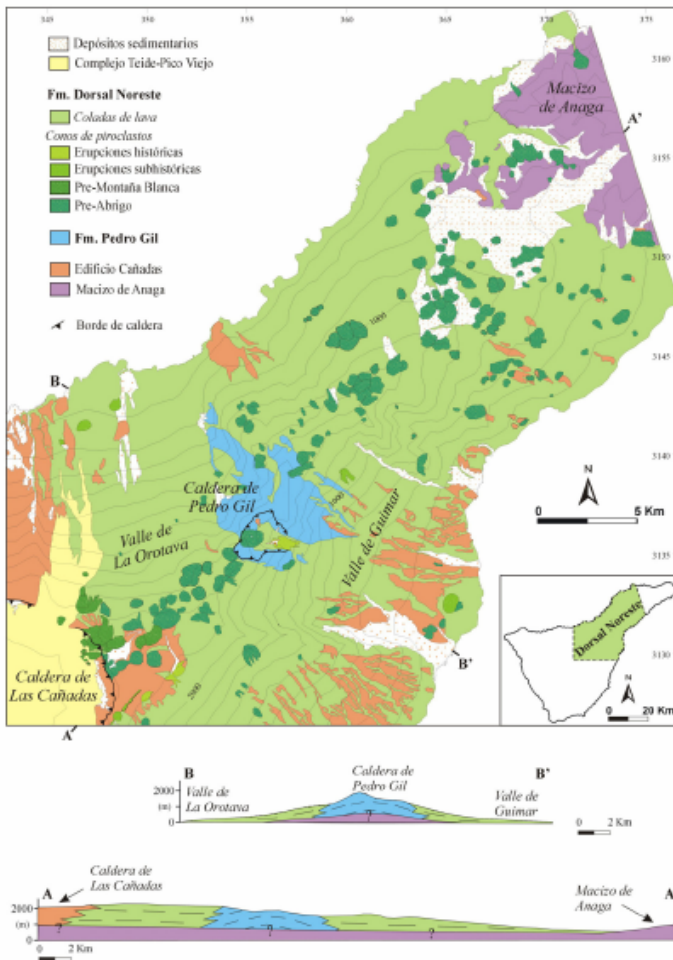 345
350
355
360
365
370
375
Depósitos sedimentarios
Complejo Teide-Pico Viejo
Fm. Dorsal Noreste
Coladas de lava
Conos de piroclastos
Erupciones históricas
Erupciones subhistóricas
Pre-Montaña Blanca
Pre-Abrigo
Fm. Pedro Gil
Edificio Cañadas
Macizo de Anaga
Borde de caldera
Macizo
de Anaga
A'
3160
3155
3150
3145
3140
3135
3130
1000
B
Caldera de
Pedro Gil
1000
Valle de
La Orotava
Valle de Guimar
N
0 5 Km
Caldera de
Las Cañadas
2000
A
B'
Dorsal Noreste
N
0 20 Km
B
Valle de
La Orotava
Caldera de
Pedro Gil
B'
Valle de
Guimar
2000
(m)
0
?
0 2 Km
A
Caldera de
Las Cañadas
Macizo de
Anaga
A
2000
(m)
0
? ? ?
0 2 Km